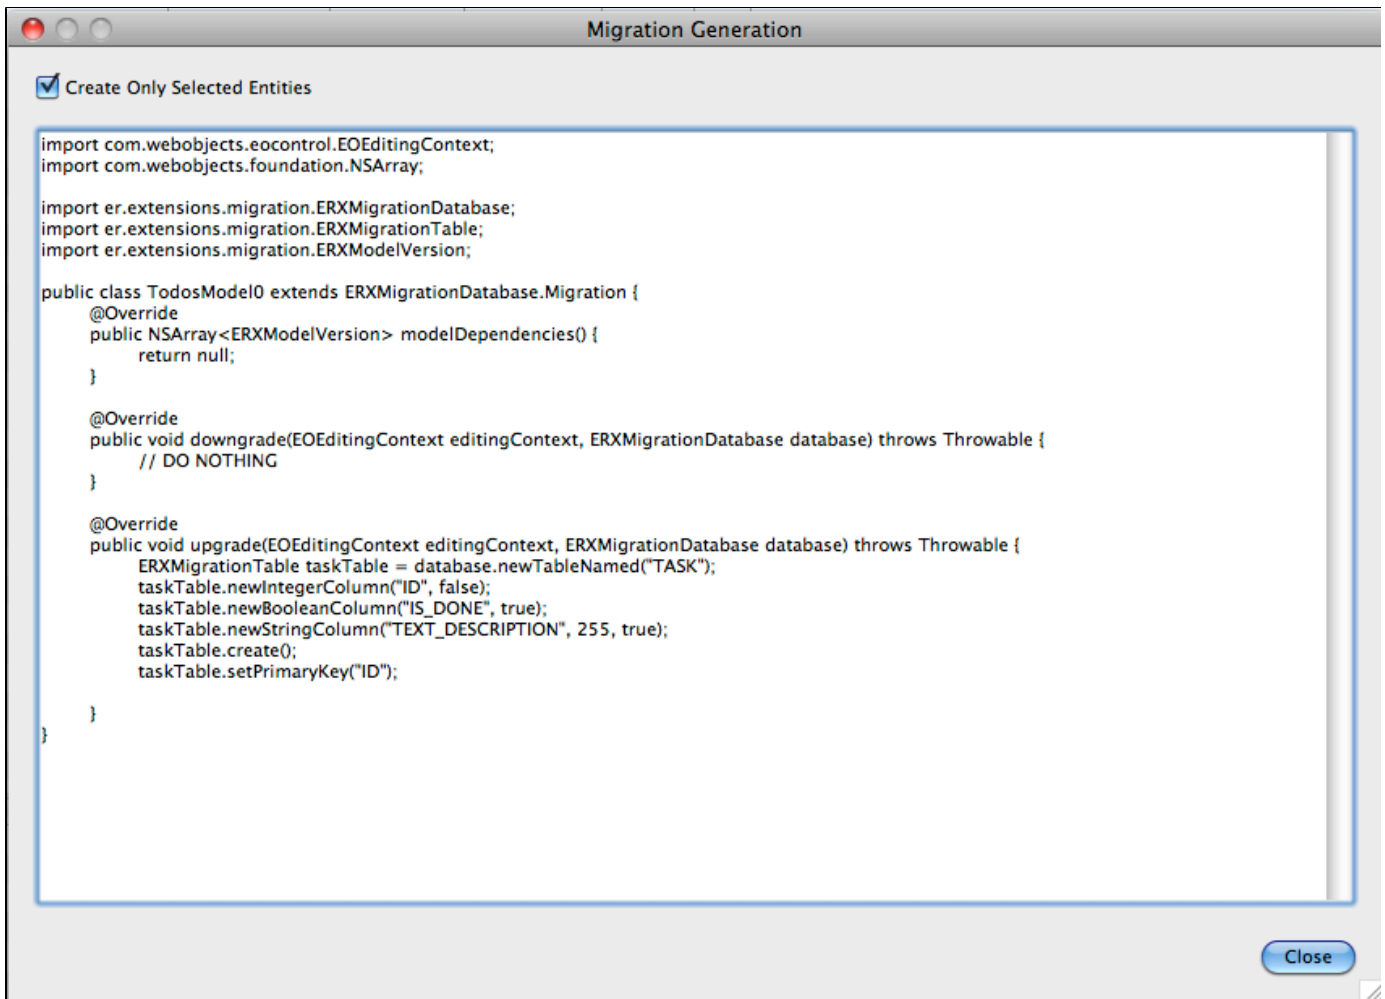 Migration Generation
Create Only Selected Entities
import com.webobjects.eocontrol.EOEditingContext;
import com.webobjects.foundation.NSArray;
import er.extensions.migration.ERXMigrationDatabase;
import er.extensions.migration.ERXMigrationTable;
import er.extensions.migration.ERXModelVersion;
public class TodosModel0 extends ERXMigrationDatabase.Migration {
@Override
public NSArray<ERXModelVersion> modelDependencies() {
return null;
}
@Override
public void downgrade(EOEditingContext editingContext, ERXMigrationDatabase database) throws Throwable {
// DO NOTHING
}
@Override
public void upgrade(EOEditingContext editingContext, ERXMigrationDatabase database) throws Throwable {
ERXMigrationTable taskTable = database.newTableNamed("TASK");
taskTable.newIntegerColumn("ID", false);
taskTable.newBooleanColumn("IS_DONE", true);
taskTable.newStringColumn("TEXT_DESCRIPTION", 255, true);
taskTable.create();
taskTable.setPrimaryKey("ID");
}
}
Close